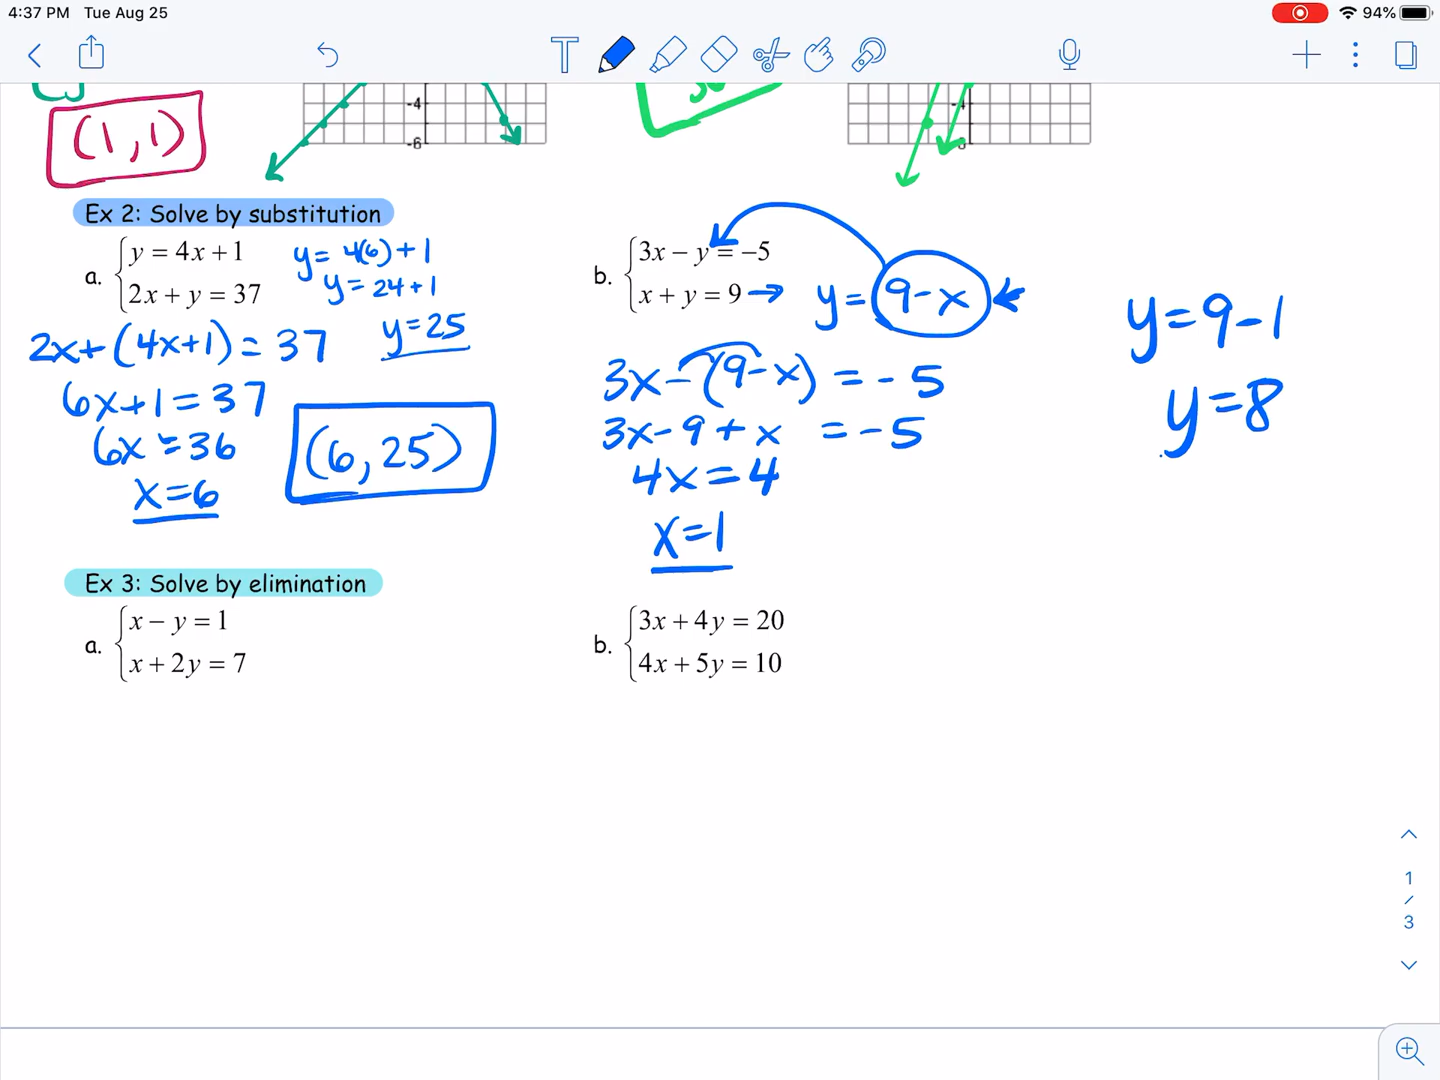 4:37 PM Tue Aug 25
94%
T
(1,1)
-4
-6
-4
Ex 2: Solve by substitution
a. y = 4x + 1
2x + y = 37
y = 4(6) + 1
y = 24 + 1
y = 25
2x + (4x+1) = 37
6x + 1 = 37
6x = 36
x = 6
(6, 25)
b. 3x − y = −5
x + y = 9 → y = 9 - x
3x - (9 - x) = - 5
3x - 9 + x = - 5
4x = 4
x = 1
y = 9 - 1
y = 8
Ex 3: Solve by elimination
a. x − y = 1
x + 2y = 7
b. 3x + 4y = 20
4x + 5y = 10
1
/
3